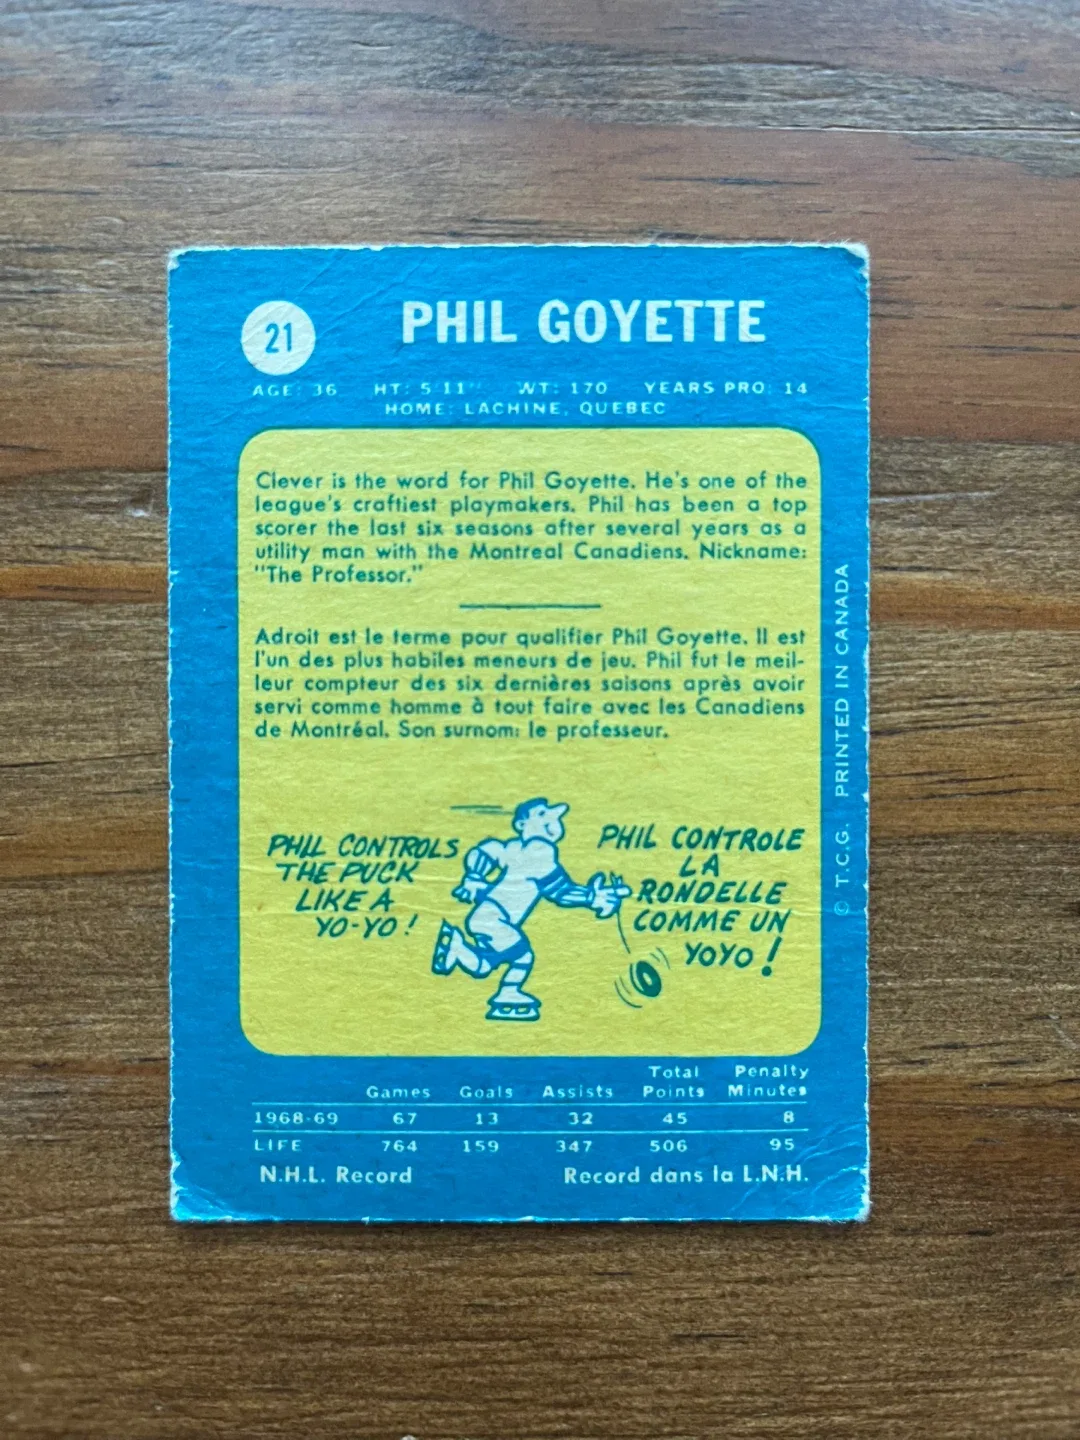 21
PHIL GOYETTE
AGE: 36 HT: 5'11" WT: 170 YEARS PRO: 14
HOME: LACHINE, QUEBEC
Clever is the word for Phil Goyette. He's one of the
league's craftiest playmakers. Phil has been a top
scorer the last six seasons after several years as a
utility man with the Montreal Canadiens. Nickname:
"The Professor."
Adroit est le terme pour qualifier Phil Goyette. Il est
l'un des plus habiles meneurs de jeu. Phil fut le meil-
leur compteur des six dernières saisons après avoir
servi comme homme à tout faire avec les Canadiens
de Montréal. Son surnom: le professeur.
PHIL CONTROLS
THE PUCK
LIKE A
YO-YO!
PHIL CONTROLE
LA
RONDELLE
COMME UN
YOYO!
© T.C.G. PRINTED IN CANADA
Games Goals Assists Total Points Penalty Minutes
1968-69 67 13 32 45 8
LIFE 764 159 347 506 95
N.H.L. Record Record dans la L.N.H.